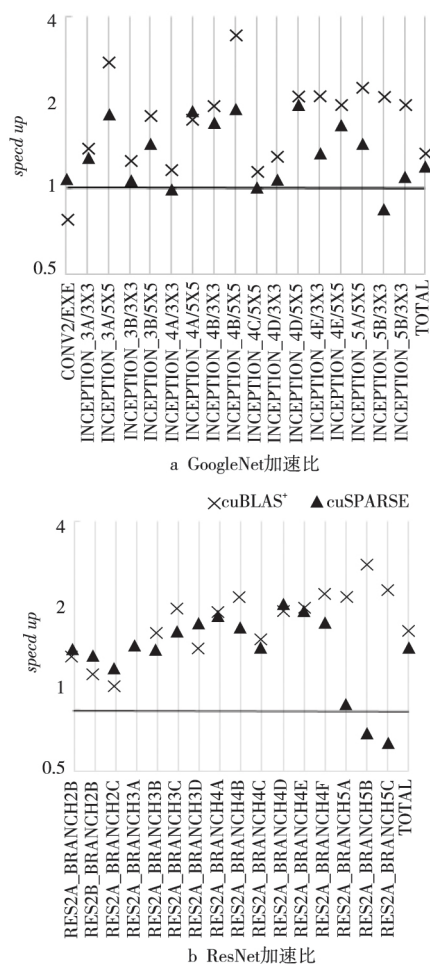 4
specd up
2
1
0.5
CONV2/EXE
INCEPTION_3A/3X3
INCEPTION_3A/5X5
INCEPTION_3B/3X3
INCEPTION_3B/5X5
INCEPTION_4A/3X3
INCEPTION_4A/5X5
INCEPTION_4B/3X3
INCEPTION_4B/5X5
INCEPTION_4C/5X5
INCEPTION_4D/3X3
INCEPTION_4D/5X5
INCEPTION_4E/3X3
INCEPTION_4E/5X5
INCEPTION_5A/5X5
INCEPTION_5B/3X3
INCEPTION_5B/3X3
TOTAL
a GoogleNet加速比
×cuBLAS⁺ ▲cuSPARSE
4
specd up
2
1
0.5
RES2A_BRANCH2B
RES2B_BRANCH2B
RES2A_BRANCH2C
RES2A_BRANCH3A
RES2A_BRANCH3B
RES2A_BRANCH3C
RES2A_BRANCH3D
RES2A_BRANCH4A
RES2A_BRANCH4B
RES2A_BRANCH4C
RES2A_BRANCH4D
RES2A_BRANCH4E
RES2A_BRANCH4F
RES2A_BRANCH5A
RES2A_BRANCH5B
RES2A_BRANCH5C
TOTAL
b ResNet加速比